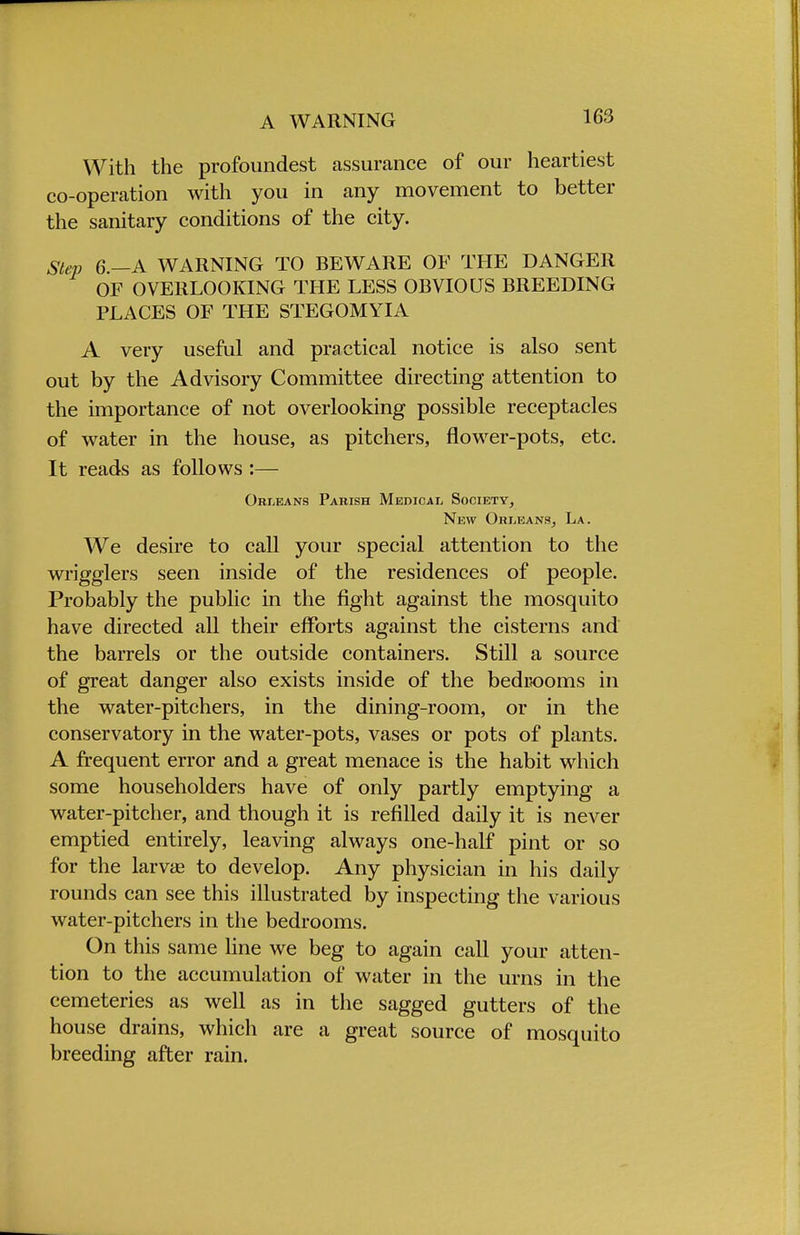 A WARNING 163
With the profoundest assurance of our heartiest
co-operation with you in any movement to better
the sanitary conditions of the city.
Step 6.—A WARNING TO BEWARE OF THE DANGER
OF OVERLOOKING THE LESS OBVIOUS BREEDING
PLACES OF THE STEGOMYIA
A very useful and practical notice is also sent
out by the Advisory Committee directing attention to
the importance of not overlooking possible receptacles
of water in the house, as pitchers, flower-pots, etc.
It reads as follows :—
Orleans Parish Medical Society,
New Orleans, La.
We desire to call your special attention to the
wrigglers seen inside of the residences of people.
Probably the public in the fight against the mosquito
have directed all their efforts against the cisterns and
the barrels or the outside containers. Still a source
of great danger also exists inside of the bedrooms in
the water-pitchers, in the dining-room, or in the
conservatory in the water-pots, vases or pots of plants.
A frequent error and a great menace is the habit which
some householders have of only partly emptying a
water-pitcher, and though it is refilled daily it is never
emptied entirely, leaving always one-half pint or so
for the larvæ to develop. Any physician in his daily
rounds can see this illustrated by inspecting the various
water-pitchers in the bedrooms.
On this same line we beg to again call your atten-
tion to the accumulation of water in the urns in the
cemeteries as well as in the sagged gutters of the
house drains, which are a great source of mosquito
breeding after rain.